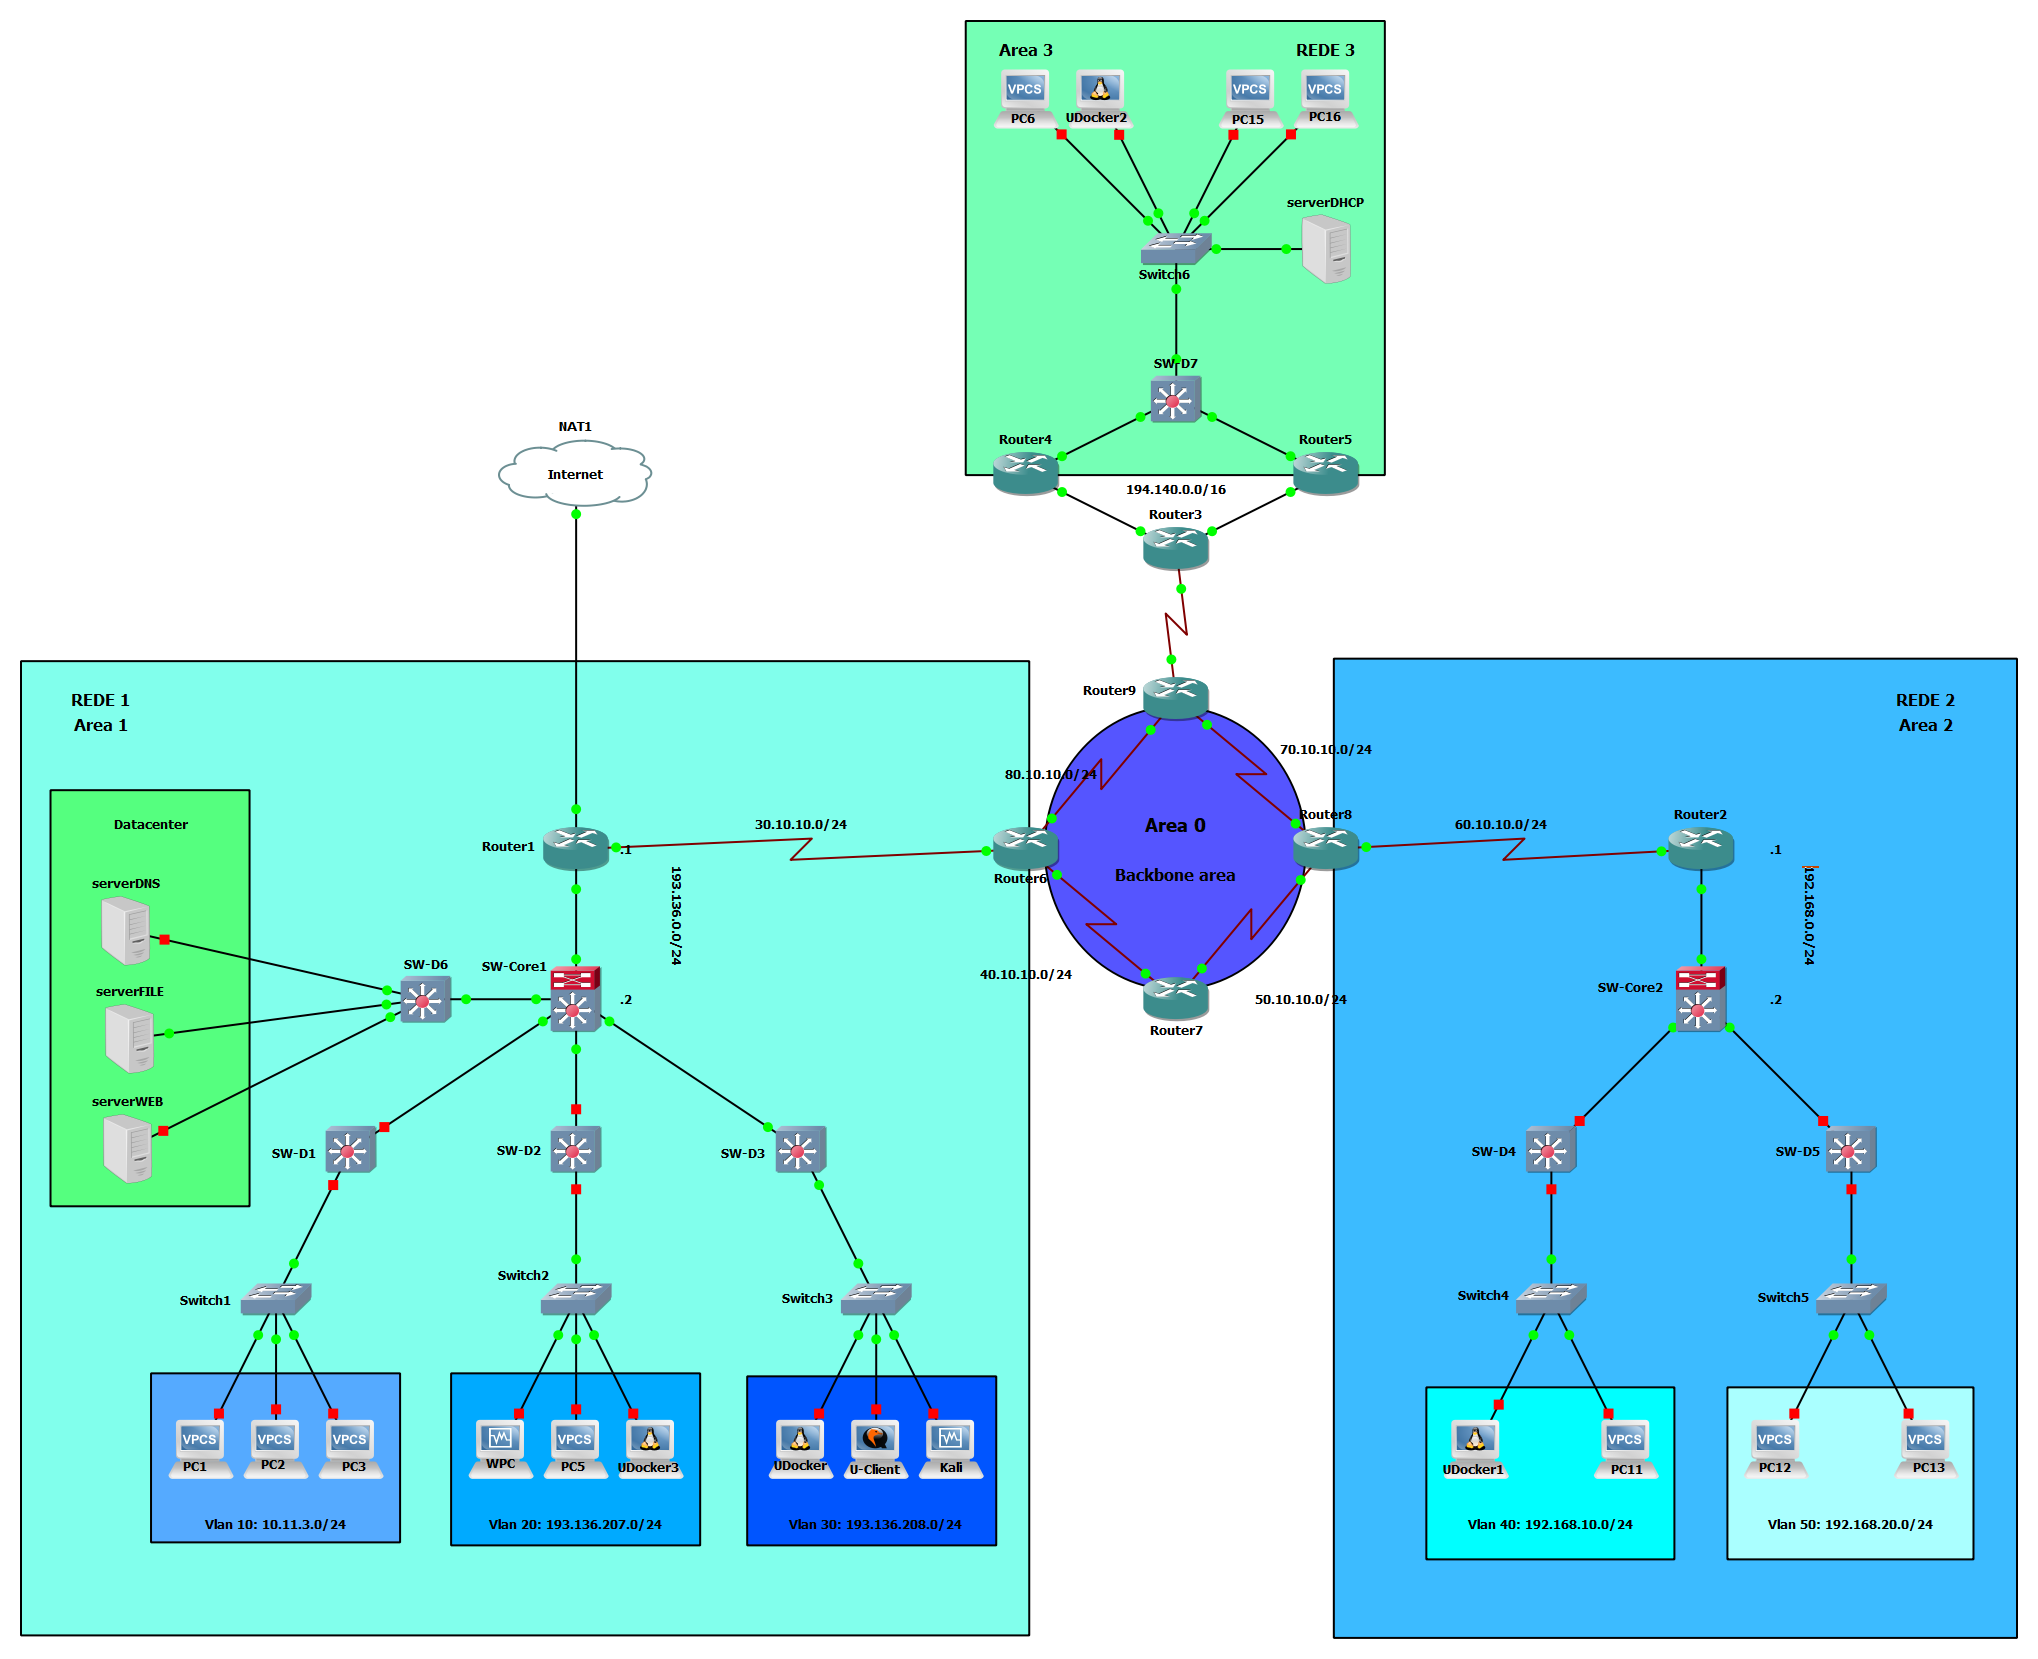 Area 3
REDE 3
VPCS
VPCS
VPCS
PC6
UDocker2
PC15
PC16
serverDHCP
Switch6
SW-D7
NAT1
Internet
Router4
Router5
194.140.0.0/16
Router3
REDE 1
Area 1
Router9
REDE 2
Area 2
70.10.10.0/24
80.10.10.0/24
Datacenter
Router1
.1
30.10.10.0/24
Router6
Area 0
Backbone area
Router8
60.10.10.0/24
Router2
.1
193.136.0.0/24
192.168.0.0/24
serverDNS
SW-D6
SW-Core1
.2
40.10.10.0/24
50.10.10.0/24
Router7
SW-Core2
.2
serverFILE
serverWEB
SW-D1
SW-D2
SW-D3
SW-D4
SW-D5
Switch1
Switch2
Switch3
Switch4
Switch5
VPCS
VPCS
VPCS
VPCS
VPCS
VPCS
VPCS
PC1
PC2
PC3
WPC
PC5
UDocker3
UDocker
U-Client
Kali
UDocker1
PC11
PC12
PC13
Vlan 10: 10.11.3.0/24
Vlan 20: 193.136.207.0/24
Vlan 30: 193.136.208.0/24
Vlan 40: 192.168.10.0/24
Vlan 50: 192.168.20.0/24